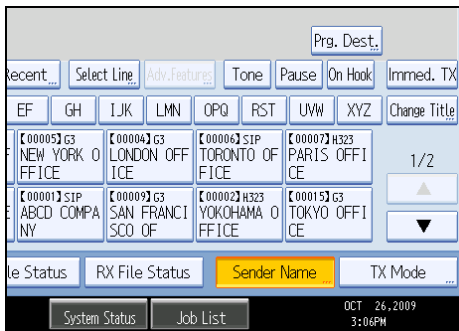 Prg. Dest.
Recent Select Line Adv.Features Tone Pause On Hook Immed. TX
EF GH IJK LMN OPQ RST UVW XYZ Change Title
【00005】G3 【00004】G3 【00006】SIP 【00007】H323
NEW YORK O LONDON OFF TORONTO OF PARIS OFFI
FFICE ICE FICE CE
1/2
【00001】SIP 【00009】G3 【00002】H323 【00015】G3
ABCD COMPA SAN FRANCI YOKOHAMA O TOKYO OFFI
NY SCO OF FFICE CE
le Status RX File Status Sender Name TX Mode
System Status Job List OCT 26,2009
3:06PM